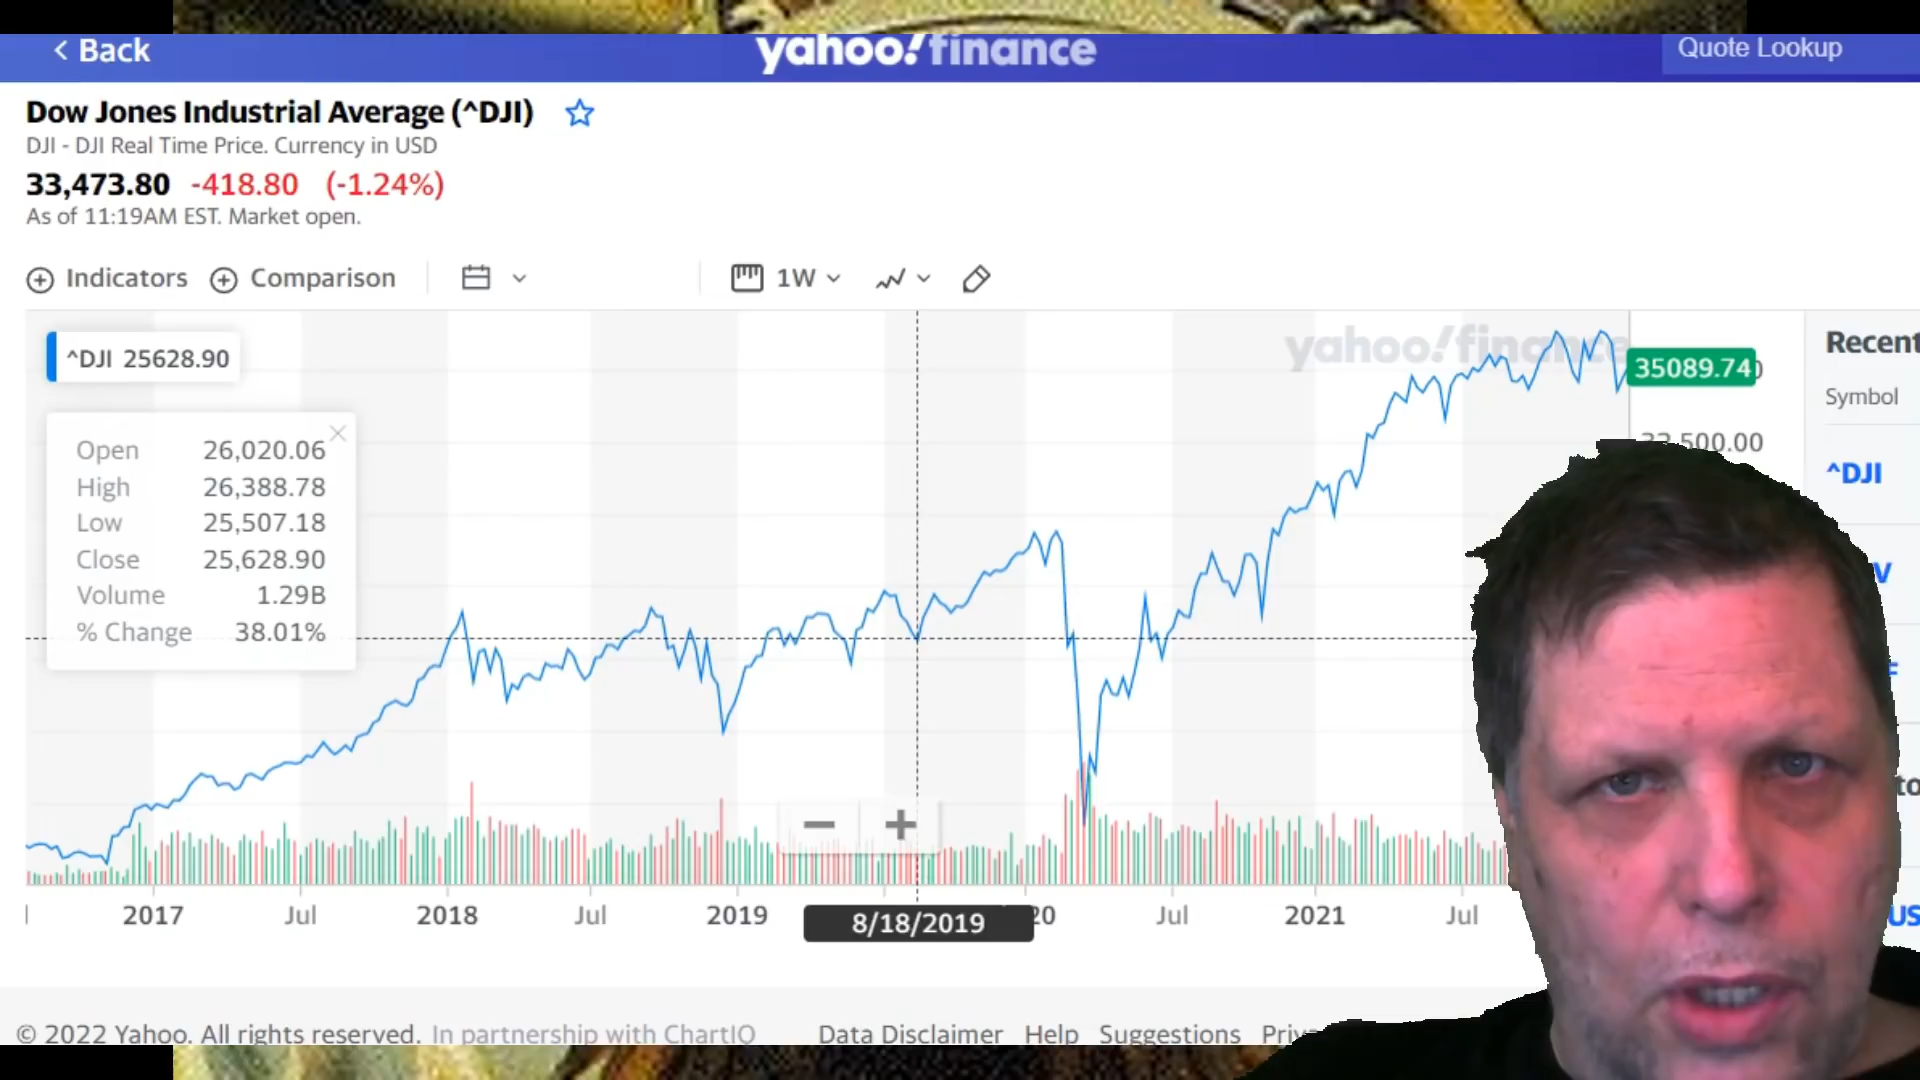 < Back
yahoo!finance
Quote Lookup
Dow Jones Industrial Average (^DJI)
DJI - DJI Real Time Price. Currency in USD
33,473.80 -418.80 (-1.24%)
As of 11:19AM EST. Market open.
Indicators
Comparison
1W
^DJI 25628.90
yahoo!finance
35089.74
Recent
Symbol
^DJI
Open 26,020.06
High 26,388.78
Low 25,507.18
Close 25,628.90
Volume 1.29B
% Change 38.01%
2017 Jul 2018 Jul 2019 8/18/2019 20 Jul 2021 Jul
US
© 2022 Yahoo. All rights reserved. In partnership with ChartIQ Data Disclaimer Help Suggestions